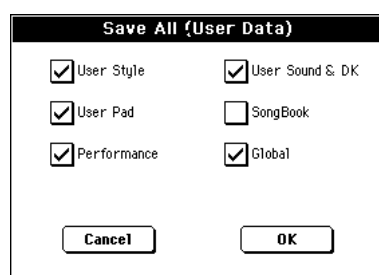 Save All (User Data)
User Style
User Sound & DK
User Pad
SongBook
Performance
Global
Cancel
OK